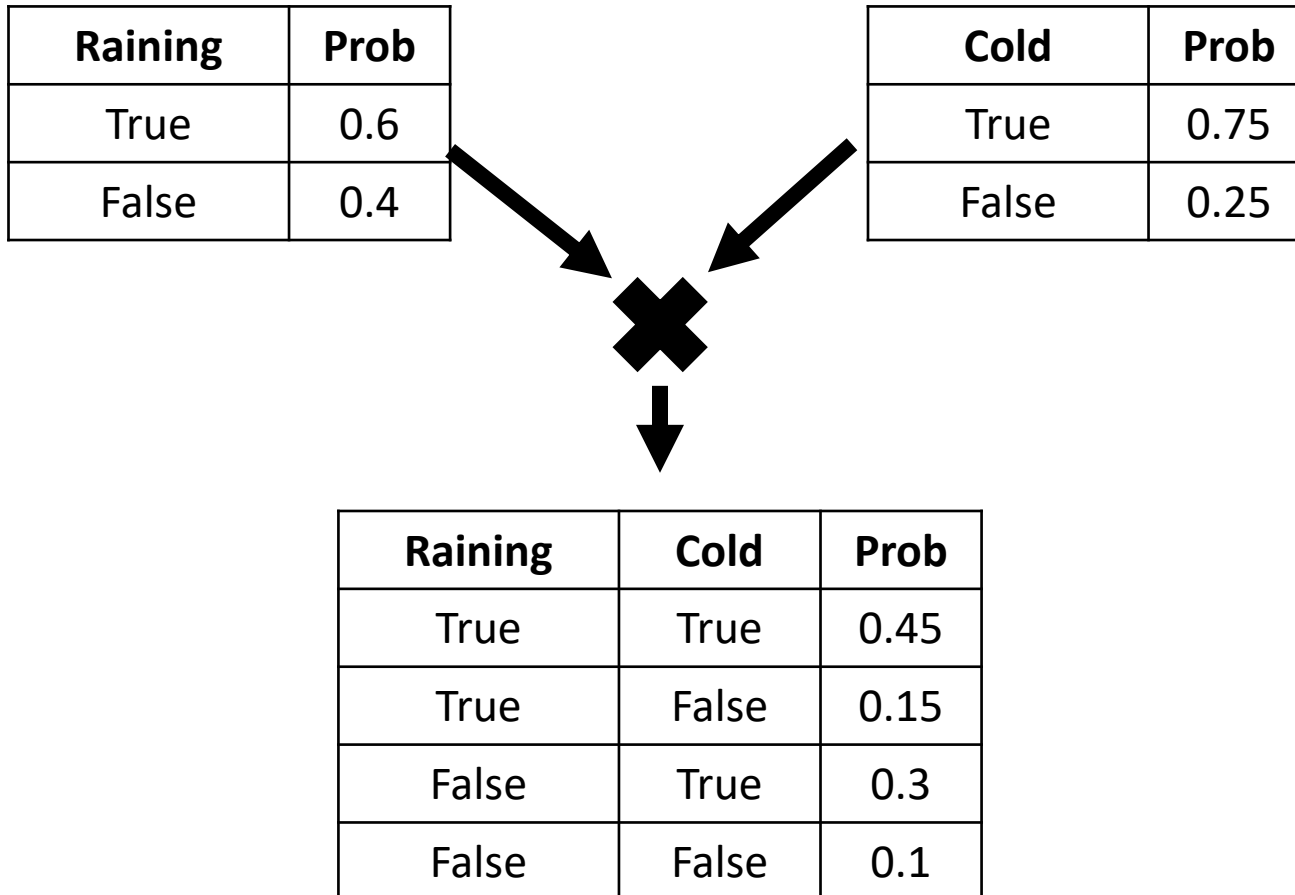 Raining Prob
True 0.6
False 0.4
Cold Prob
True 0.75
False 0.25
Raining Cold Prob
True True 0.45
True False 0.15
False True 0.3
False False 0.1